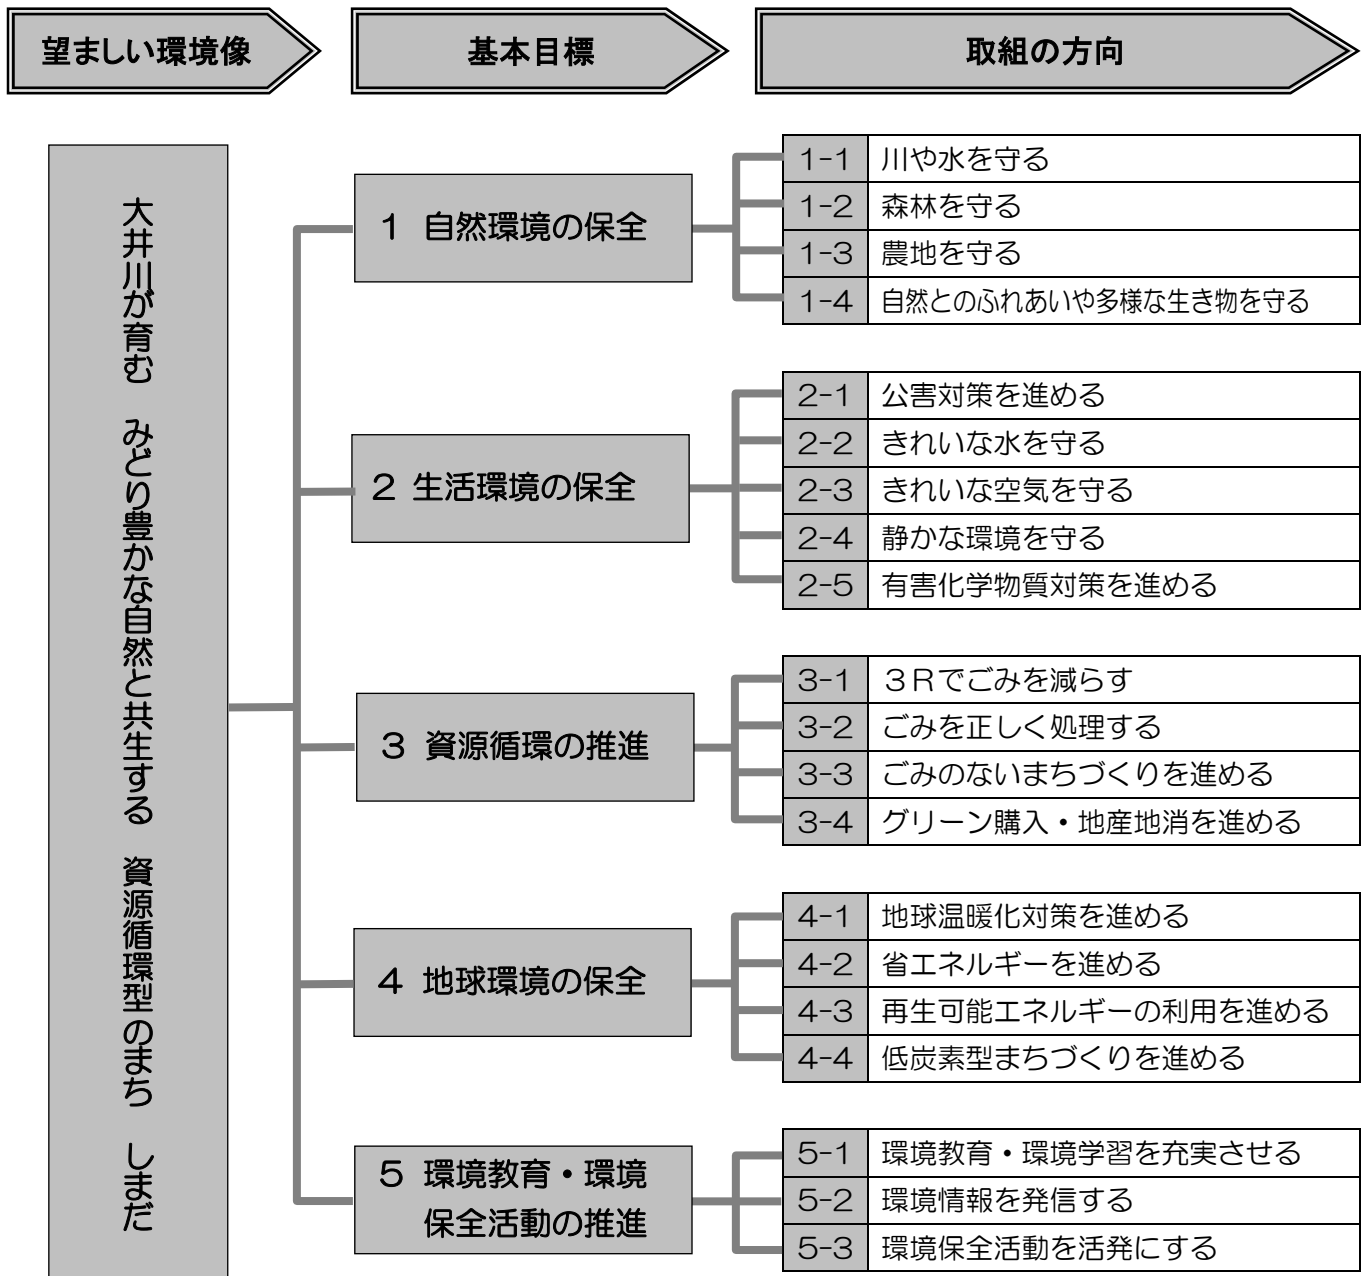 望ましい環境像
基本目標
取組の方向
大井川が育む　みどり豊かな自然と共生する　資源循環型のまち　しまだ
1 自然環境の保全
1-1 川や水を守る
1-2 森林を守る
1-3 農地を守る
1-4 自然とのふれあいや多様な生き物を守る
2 生活環境の保全
2-1 公害対策を進める
2-2 きれいな水を守る
2-3 きれいな空気を守る
2-4 静かな環境を守る
2-5 有害化学物質対策を進める
3 資源循環の推進
3-1 ３Ｒでごみを減らす
3-2 ごみを正しく処理する
3-3 ごみのないまちづくりを進める
3-4 グリーン購入・地産地消を進める
4 地球環境の保全
4-1 地球温暖化対策を進める
4-2 省エネルギーを進める
4-3 再生可能エネルギーの利用を進める
4-4 低炭素型まちづくりを進める
5 環境教育・環境
保全活動の推進
5-1 環境教育・環境学習を充実させる
5-2 環境情報を発信する
5-3 環境保全活動を活発にする